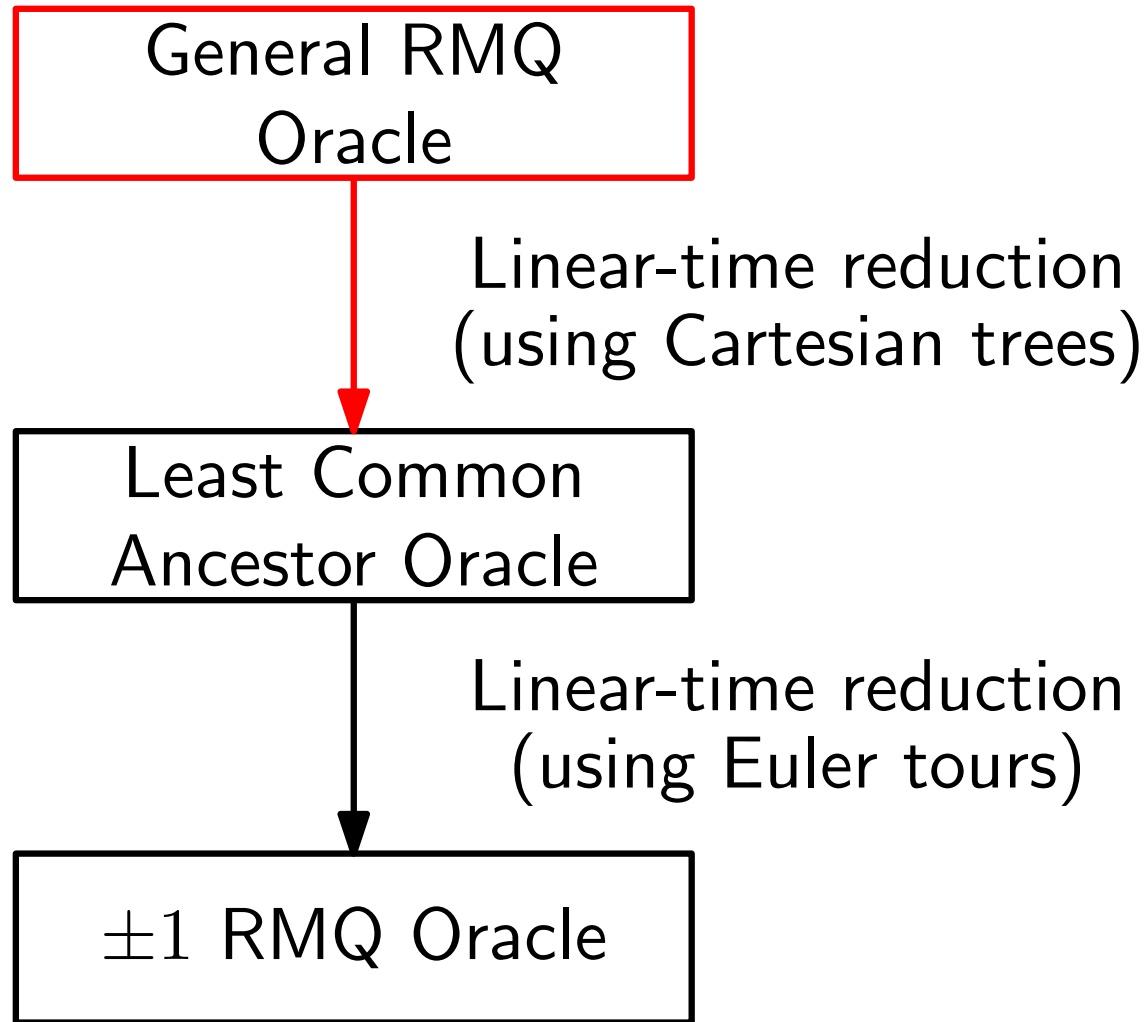 General RMQ
Oracle
Linear-time reduction
(using Cartesian trees)
Least Common
Ancestor Oracle
Linear-time reduction
(using Euler tours)
±1 RMQ Oracle